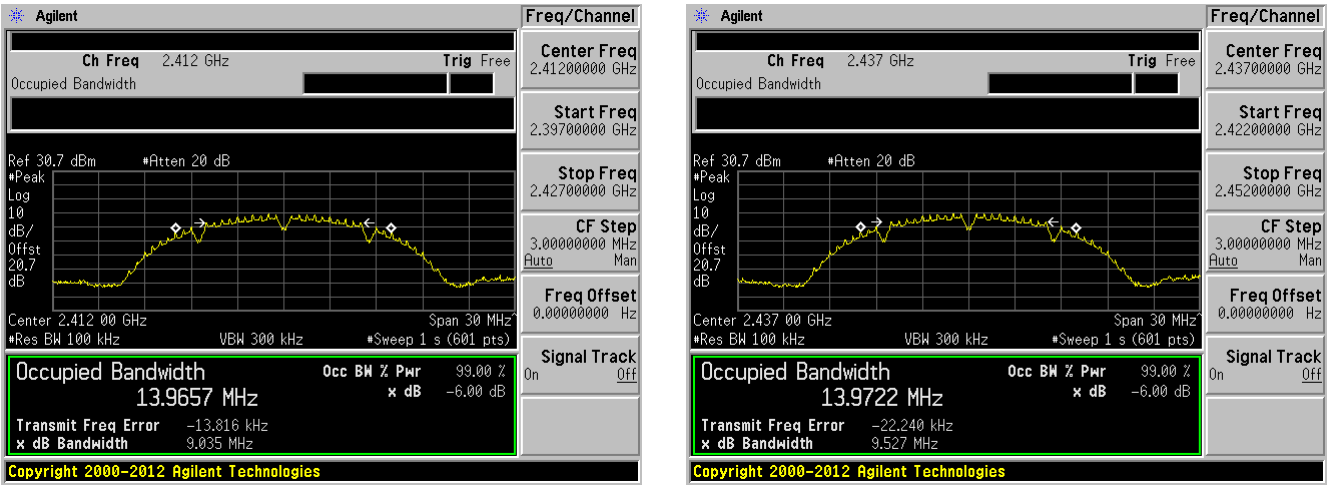 Agilent
Freq/Channel
Ch Freq 2.412 GHz Trig Free
Occupied Bandwidth
Center Freq
2.41200000 GHz
Start Freq
2.39700000 GHz
Stop Freq
2.42700000 GHz
CF Step
3.00000000 MHz
Auto Man
Freq Offset
0.00000000 Hz
Signal Track
On Off
Ref 30.7 dBm #Atten 20 dB
#Peak
Log
10
dB/
Offst
20.7
dB
Center 2.412 00 GHz Span 30 MHz^
#Res BW 100 kHz VBW 300 kHz #Sweep 1 s (601 pts)
Occupied Bandwidth Occ BW % Pwr 99.00 %
13.9657 MHz x dB -6.00 dB
Transmit Freq Error -13.816 kHz
x dB Bandwidth 9.035 MHz
Copyright 2000-2012 Agilent Technologies
Agilent
Freq/Channel
Ch Freq 2.437 GHz Trig Free
Occupied Bandwidth
Center Freq
2.43700000 GHz
Start Freq
2.42200000 GHz
Stop Freq
2.45200000 GHz
CF Step
3.00000000 MHz
Auto Man
Freq Offset
0.00000000 Hz
Signal Track
On Off
Ref 30.7 dBm #Atten 20 dB
#Peak
Log
10
dB/
Offst
20.7
dB
Center 2.437 00 GHz Span 30 MHz^
#Res BW 100 kHz VBW 300 kHz #Sweep 1 s (601 pts)
Occupied Bandwidth Occ BW % Pwr 99.00 %
13.9722 MHz x dB -6.00 dB
Transmit Freq Error -22.240 kHz
x dB Bandwidth 9.527 MHz
Copyright 2000-2012 Agilent Technologies